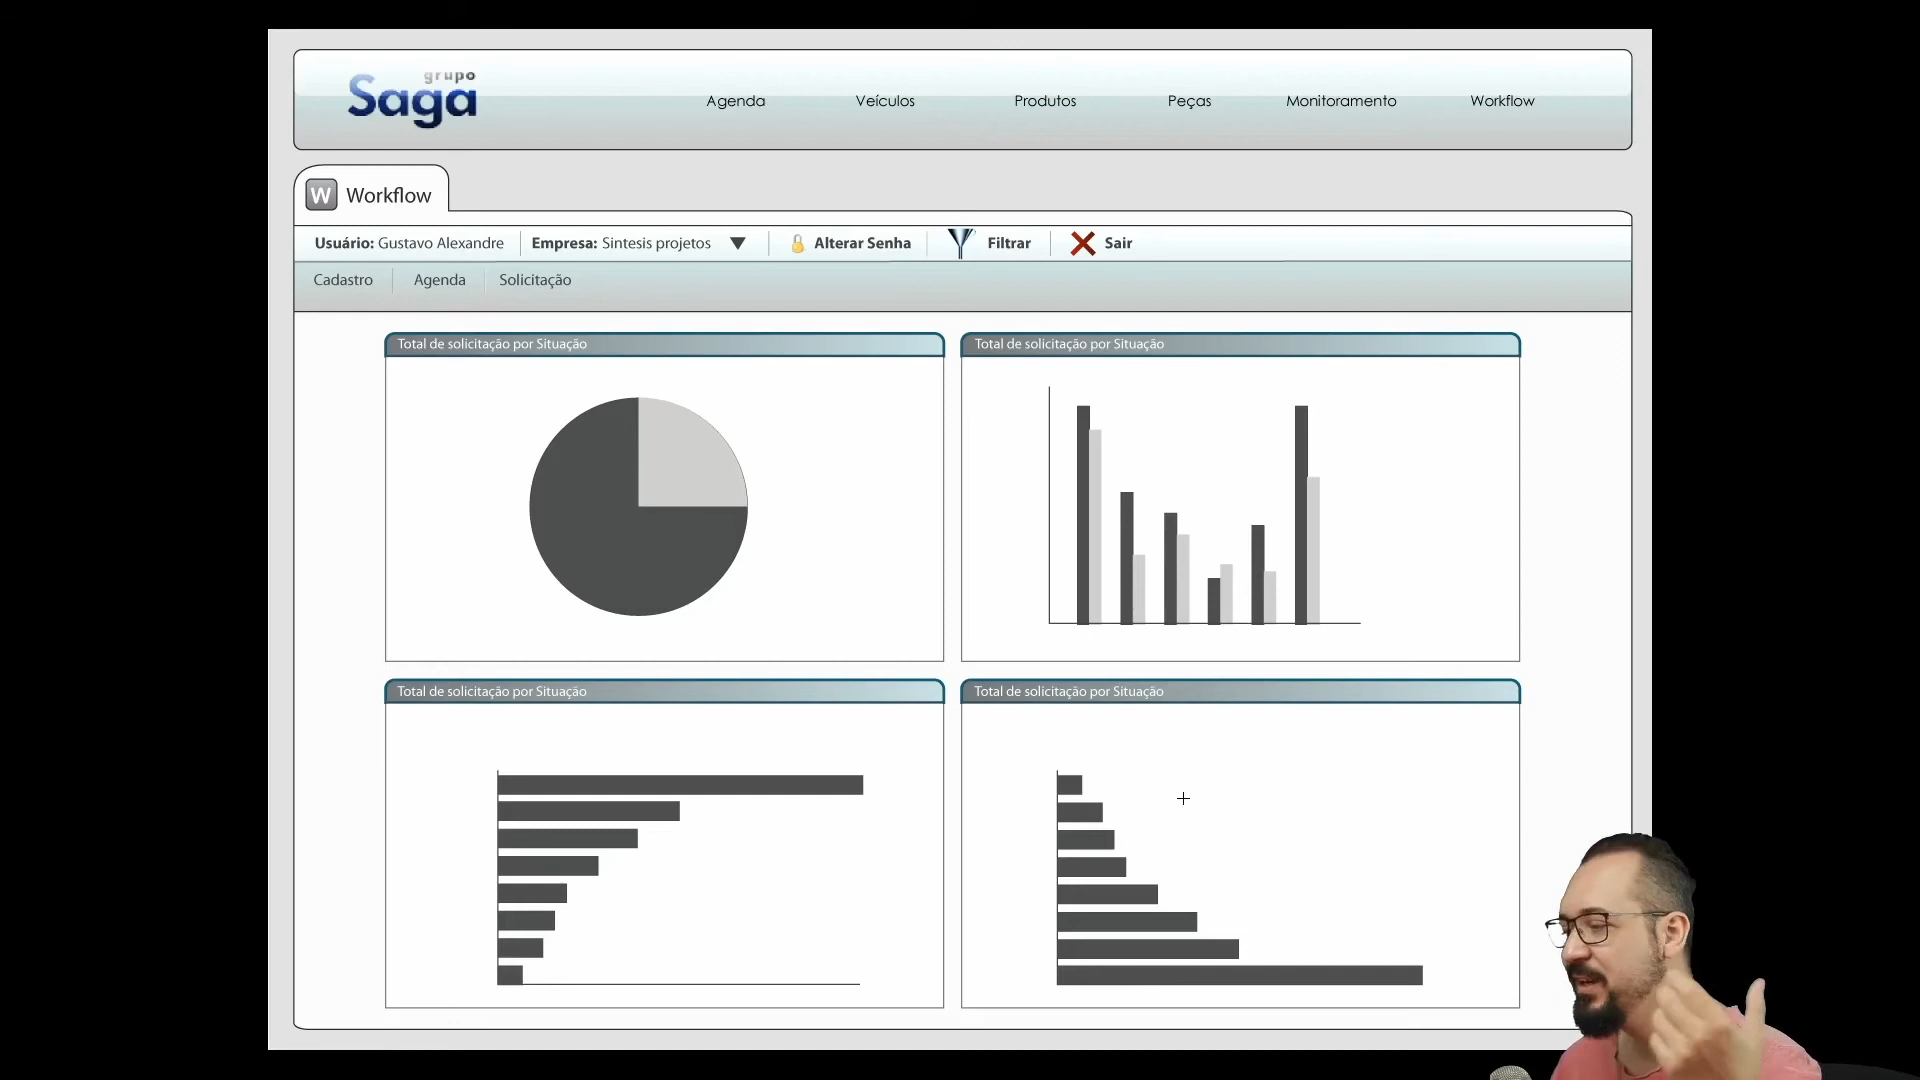 grupo
Saga
Agenda Veículos Produtos Peças Monitoramento Workflow
W Workflow
Usuário: Gustavo Alexandre Empresa: Sintesis projetos Alterar Senha Filtrar Sair
Cadastro Agenda Solicitação
Total de solicitação por Situação
Total de solicitação por Situação
Total de solicitação por Situação
Total de solicitação por Situação